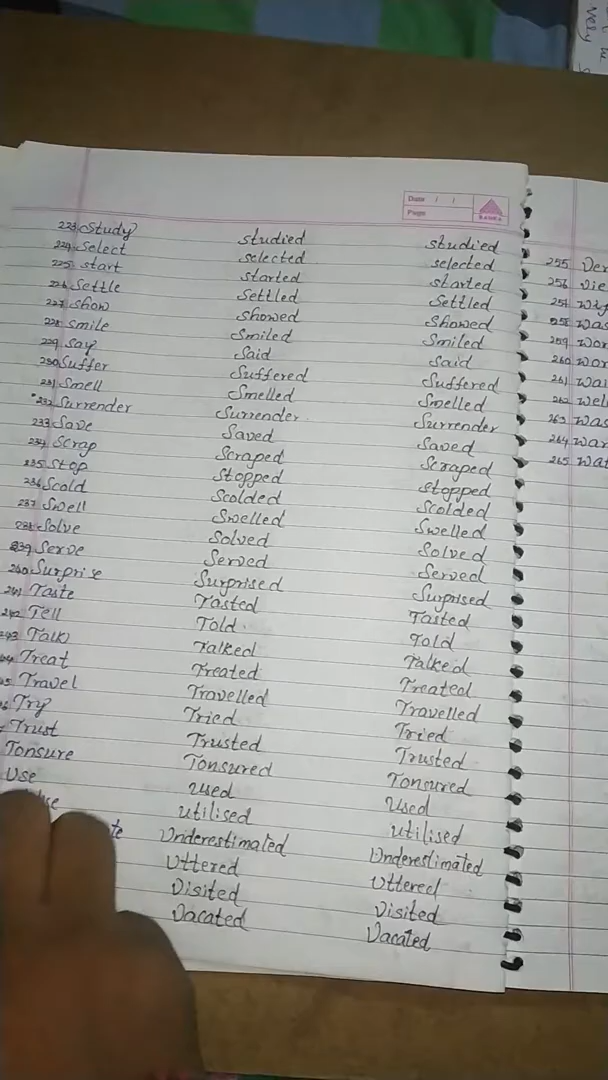 Date / /
Page
223 Study studied studied
224 Select selected selected
225 start started started
226 Settle Settled Settled
227 Show Showed Showed
228 Smile Smiled Smiled
229 Say Said Said
230 Suffer Suffered Suffered
231 Smell Smelled Smelled
232 Surrender Surrender Surrender
233 Save Saved Saved
234 Scrap Scraped Scraped
235 Stop Stopped Stopped
236 Scold Scolded Scolded
237 Swell Swelled Swelled
238 Solve Solved Solved
239 Serve Served Served
240 Surprise Surprised Surprised
241 Taste Tasted Tasted
242 Tell Told Told
243 Talk Talked Talked
Treat Treated Treated
Travel Travelled Travelled
Try Tried Tried
Trust Trusted Trusted
Tonsure Tonsured Tonsured
Use Used Used
utilised utilised
Underestimated Underestimated
Uttered Uttered
Visited Visited
Vacated Vacated
255
256
257
258
259
260
261
262
263
264
265